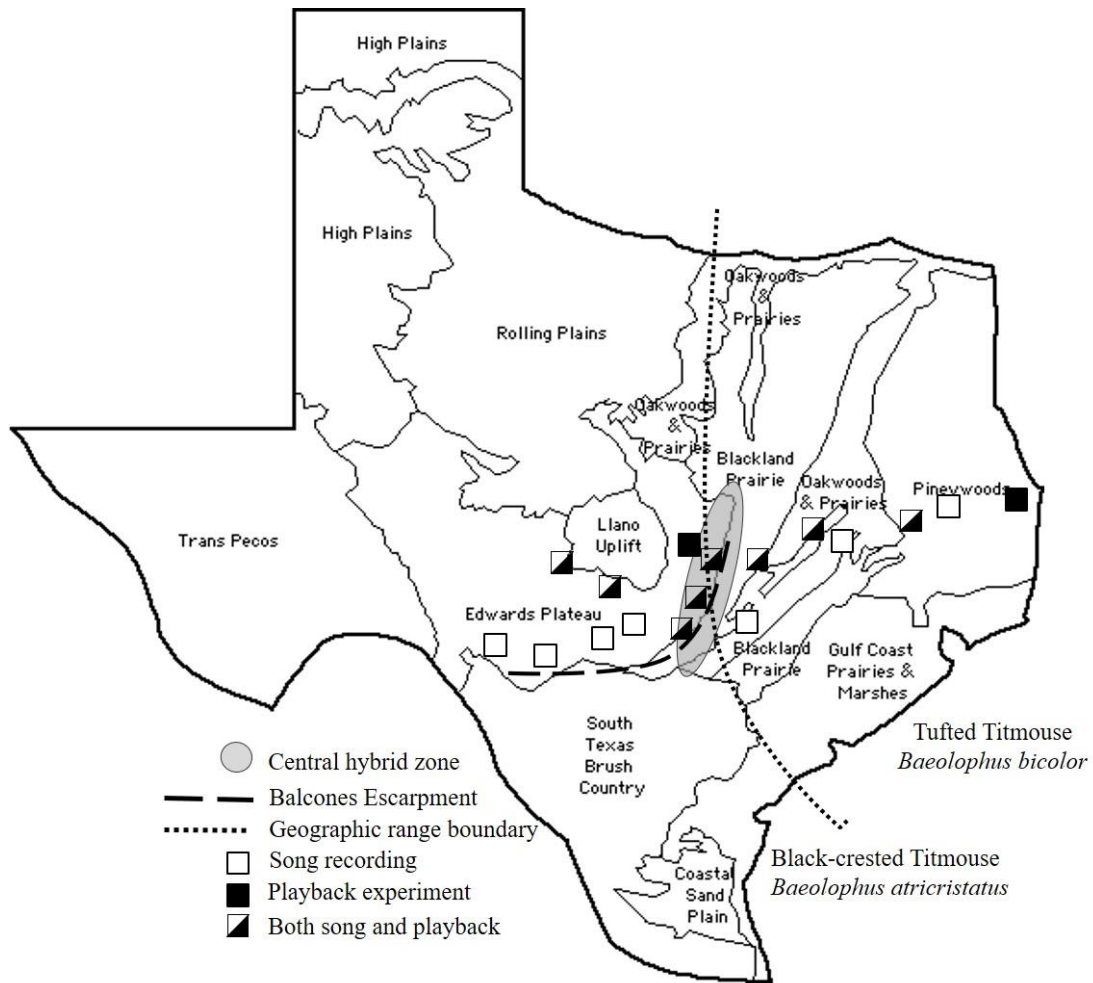 High Plains
High Plains
Oakwoods
&
Prairies
Rolling Plains
Oakwoods
&
Prairies
Blackland
Prairie
Oakwoods
& Prairies
Pineywoods
Llano
Uplift
Trans Pecos
Edwards Plateau
Blackland
Prairie
Gulf Coast
Prairies &
Marshes
South
Texas
Brush
Country
Tufted Titmouse
Baeolophus bicolor
Central hybrid zone
Balcones Escarpment
Geographic range boundary
Song recording
Playback experiment
Both song and playback
Black-crested Titmouse
Baeolophus atricristatus
Coastal
Sand
Plain